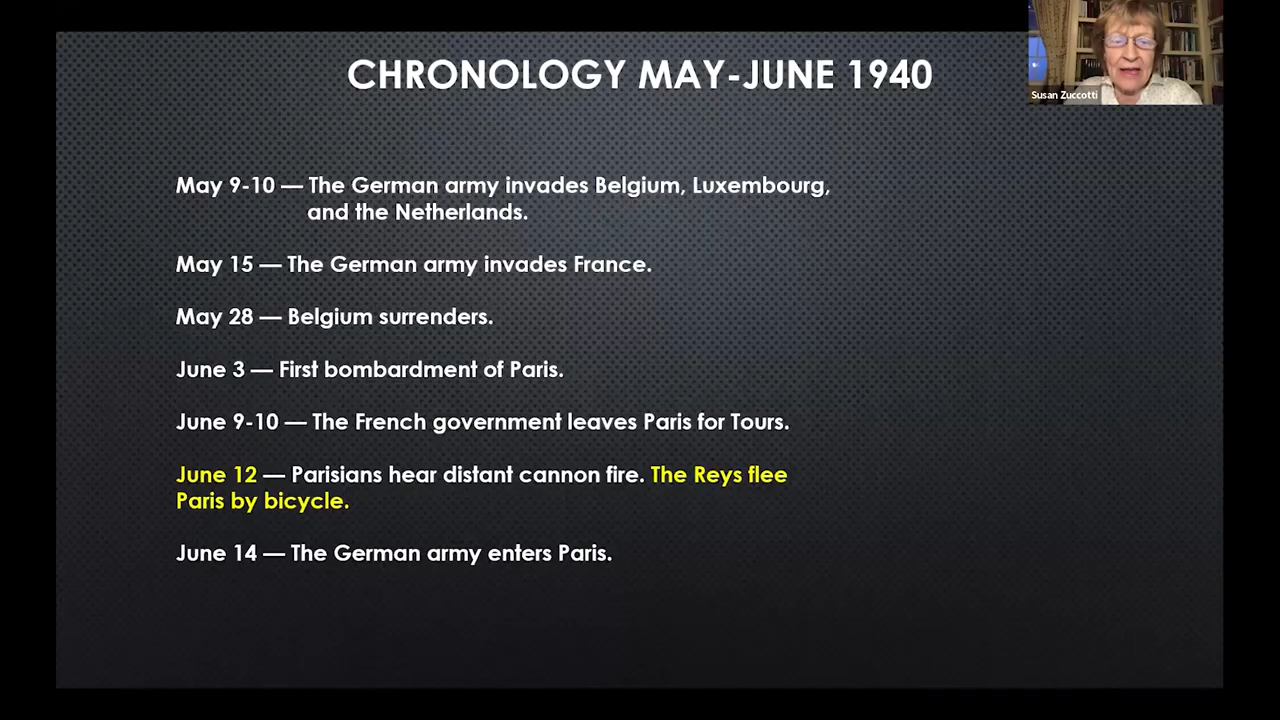 CHRONOLOGY MAY-JUNE 1940
Susan Zuccotti
May 9-10 — The German army invades Belgium, Luxembourg,
and the Netherlands.
May 15 — The German army invades France.
May 28 — Belgium surrenders.
June 3 — First bombardment of Paris.
June 9-10 — The French government leaves Paris for Tours.
June 12 — Parisians hear distant cannon fire. The Reys flee
Paris by bicycle.
June 14 — The German army enters Paris.